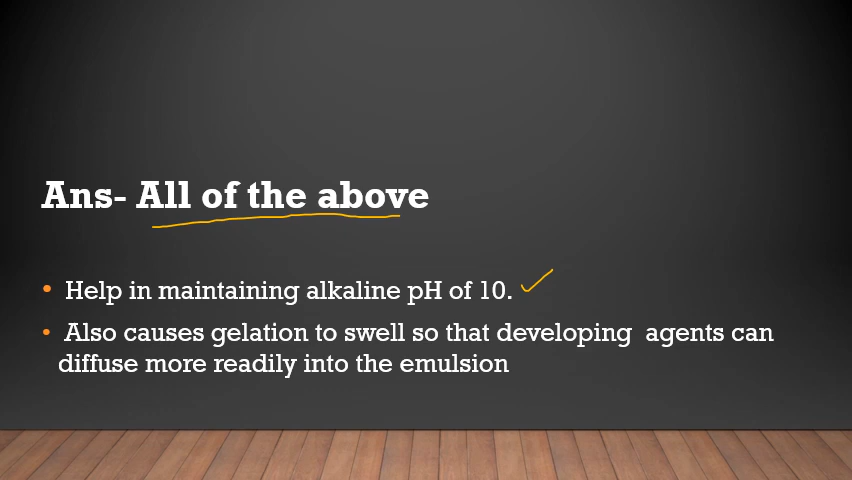 Ans- All of the above
• Help in maintaining alkaline pH of 10.
• Also causes gelation to swell so that developing agents can
diffuse more readily into the emulsion